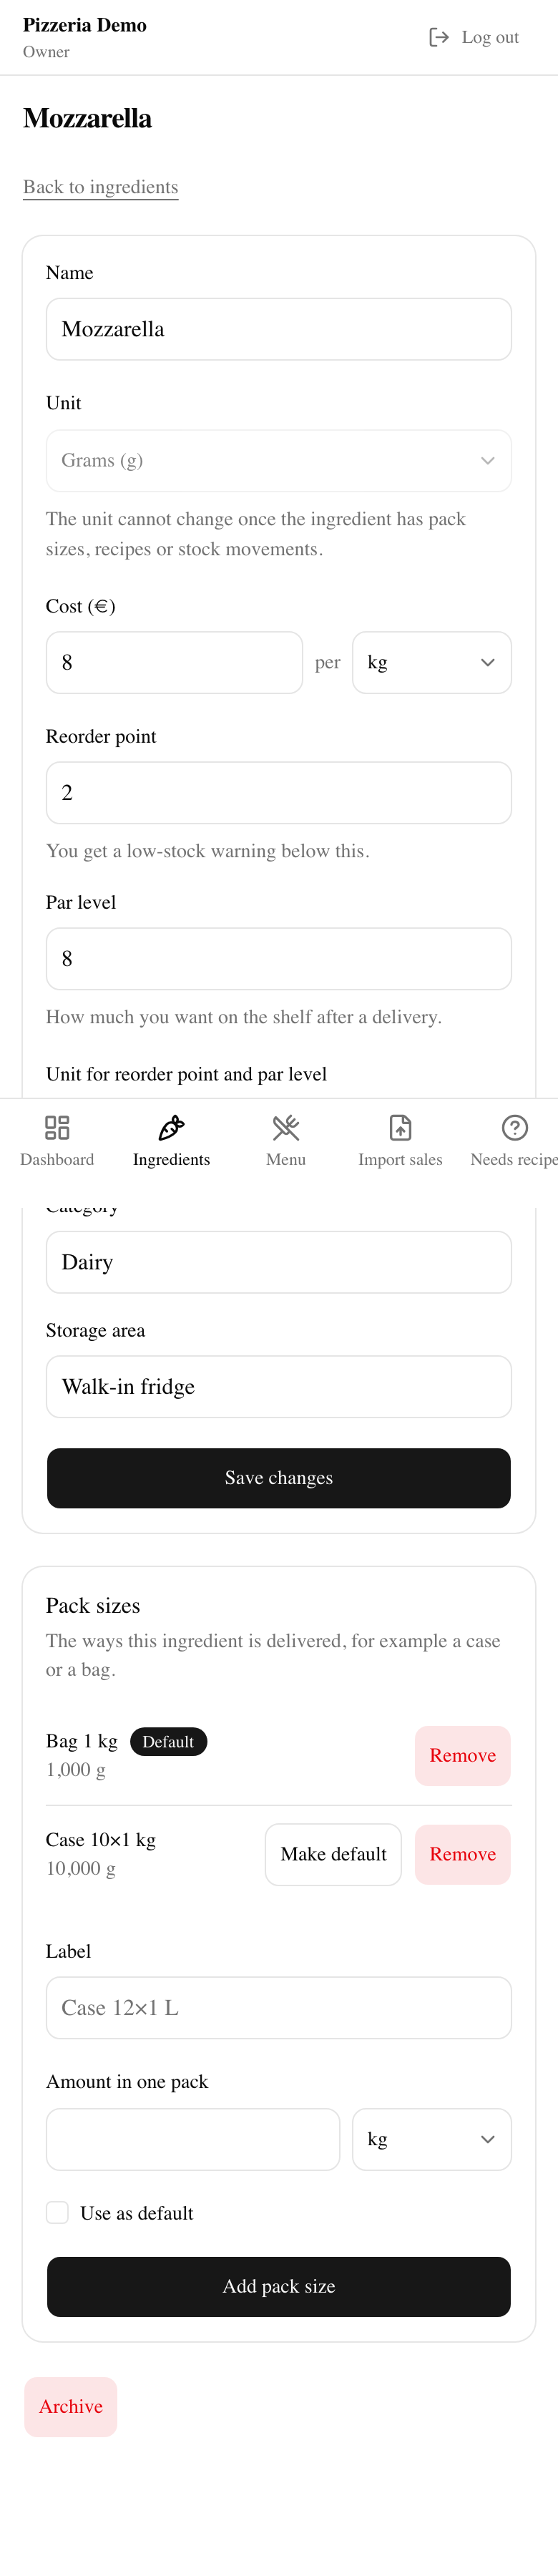 Pizzeria Demo
Owner
Log out
Mozzarella
Back to ingredients
Name
Mozzarella
Unit
Grams (g)
The unit cannot change once the ingredient has pack
sizes, recipes or stock movements.
Cost (€)
8
per
kg
Reorder point
2
You get a low-stock warning below this.
Par level
8
How much you want on the shelf after a delivery.
Unit for reorder point and par level
Dashboard
Ingredients
Menu
Import sales
Needs recipe
Category
Dairy
Storage area
Walk-in fridge
Save changes
Pack sizes
The ways this ingredient is delivered, for example a case
or a bag.
Bag 1 kg
Default
1,000 g
Remove
Case 10×1 kg
10,000 g
Make default
Remove
Label
Case 12×1 L
Amount in one pack
kg
Use as default
Add pack size
Archive